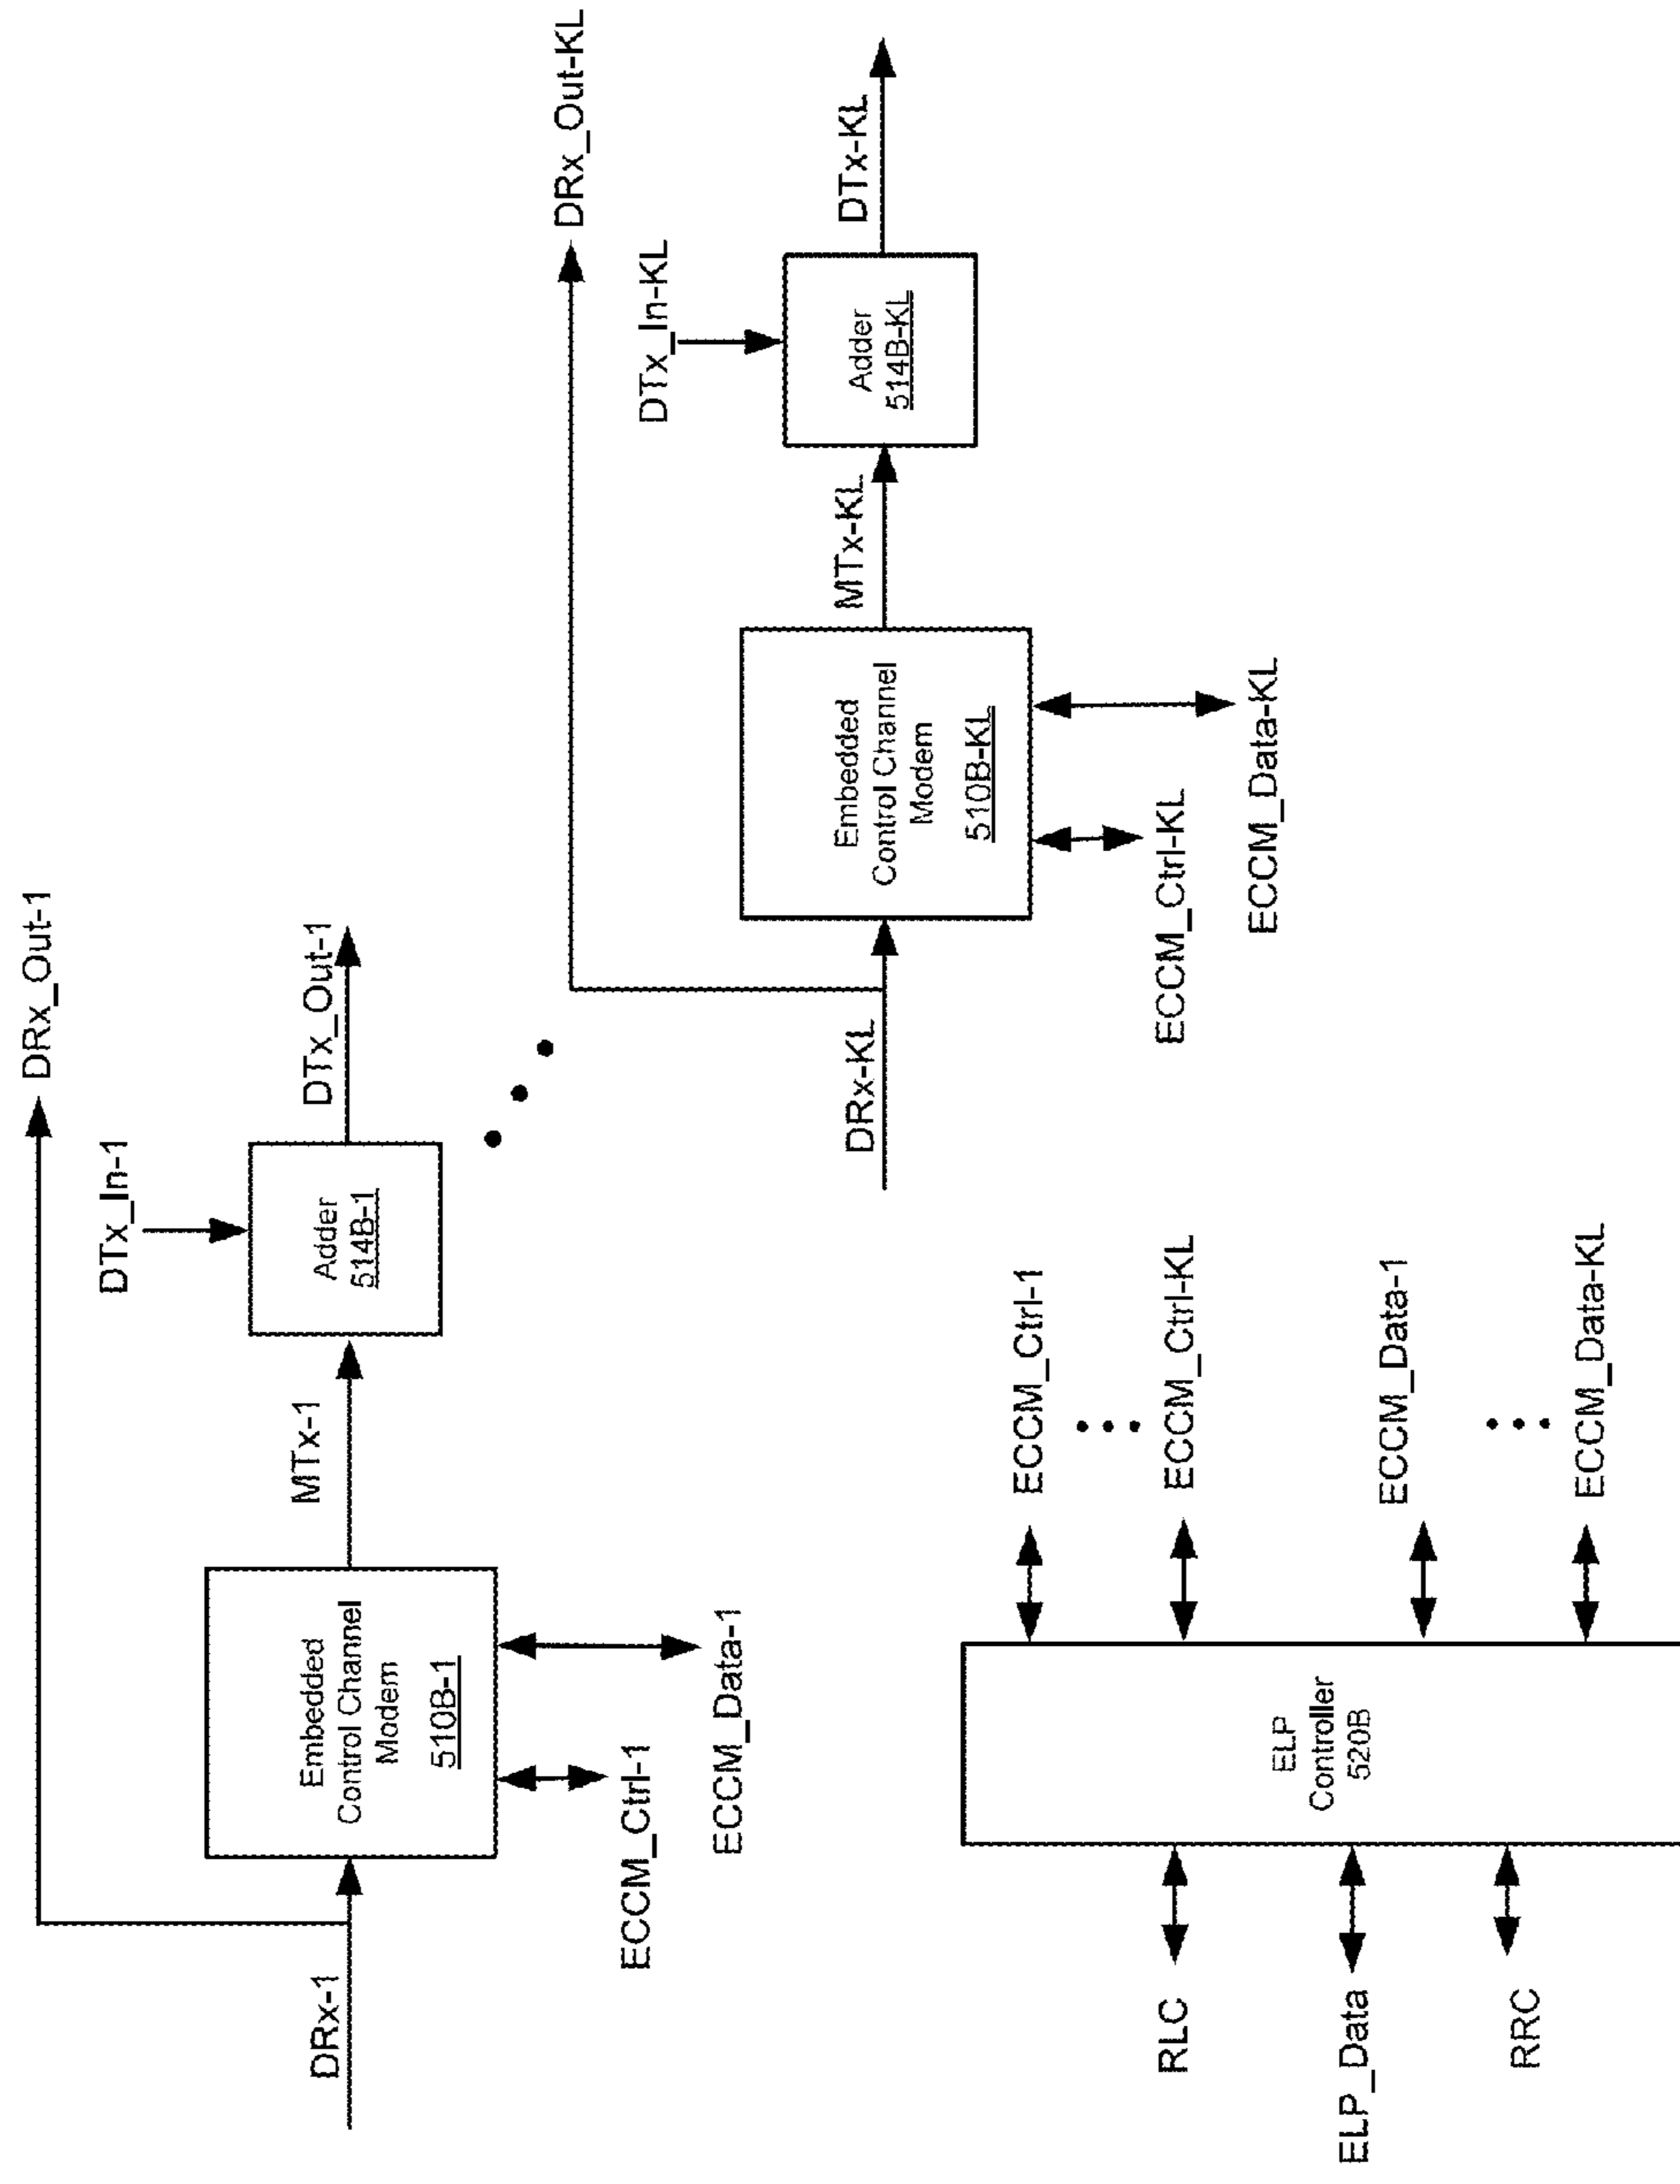 DRx_Out-1
DTx_In-1
DRx-1
Embedded
Control Channel
Modem
510B-1
MTx-1
Adder
514B-1
DTx_Out-1
ECCM_Ctrl-1
ECCM_Data-1
DRx_Out-KL
DTx_In-KL
DRx-KL
Embedded
Control Channel
Modem
510B-KL
MTx-KL
Adder
514B-KL
DTx-KL
ECCM_Ctrl-KL
ECCM_Data-KL
RLC
ELP_Data
RRC
ELP
Controller
520B
ECCM_Ctrl-1
ECCM_Ctrl-KL
ECCM_Data-1
ECCM_Data-KL